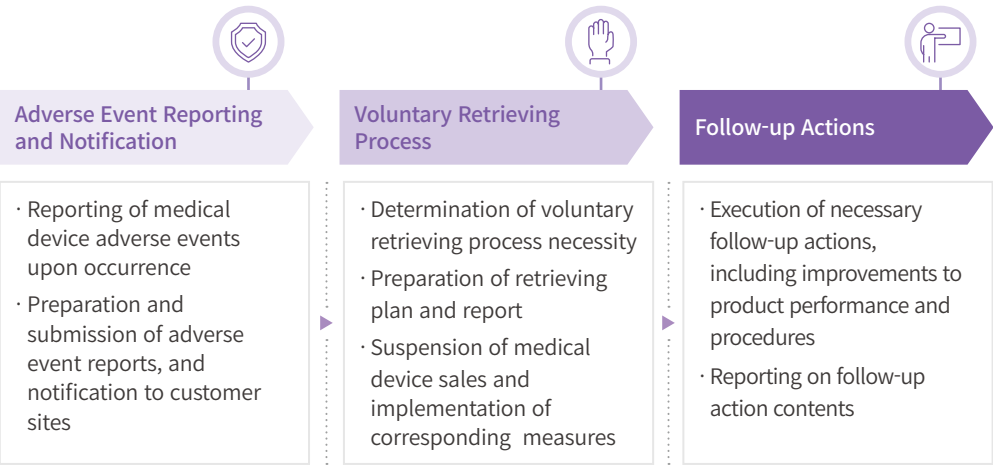 Adverse Event Reporting
and Notification
· Reporting of medical
device adverse events
upon occurrence
· Preparation and
submission of adverse
event reports, and
notification to customer
sites
Voluntary Retrieving
Process
· Determination of voluntary
retrieving process necessity
· Preparation of retrieving
plan and report
· Suspension of medical
device sales and
implementation of
corresponding measures
Follow-up Actions
· Execution of necessary
follow-up actions,
including improvements to
product performance and
procedures
· Reporting on follow-up
action contents